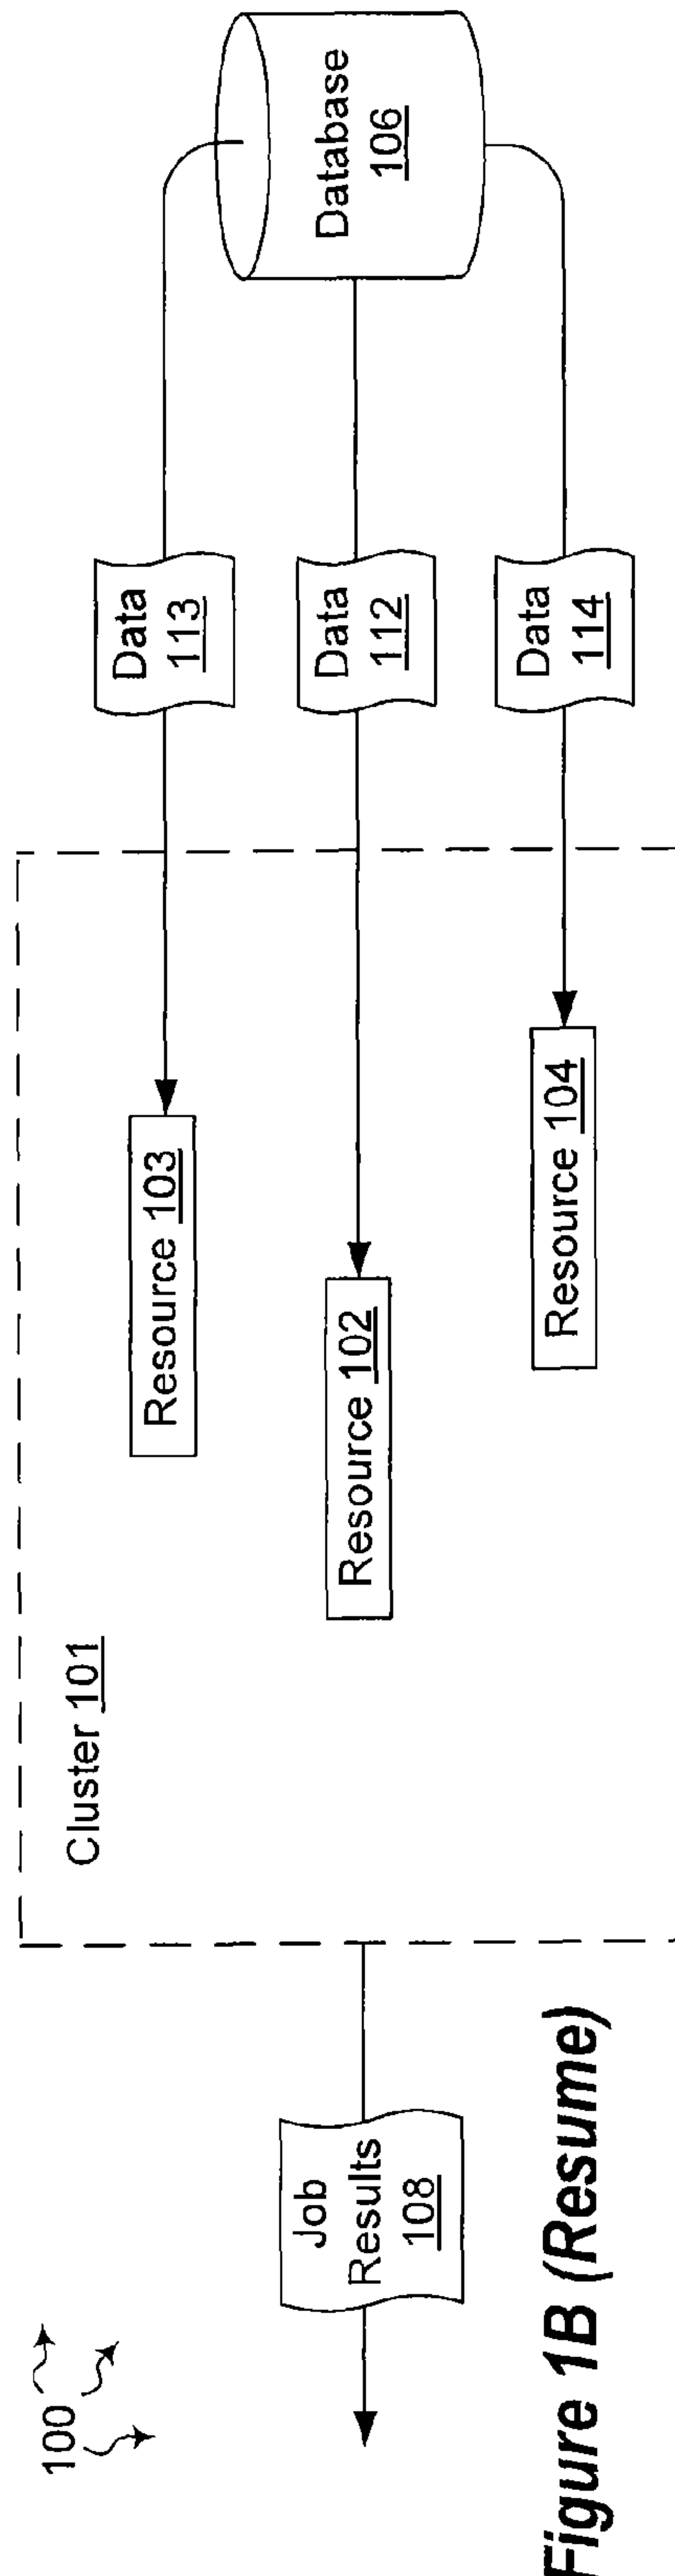 100
Job
Results
108
Cluster 101
Resource 103
Resource 102
Resource 104
Data
113
Data
112
Data
114
Database
106
Figure 1B (Resume)